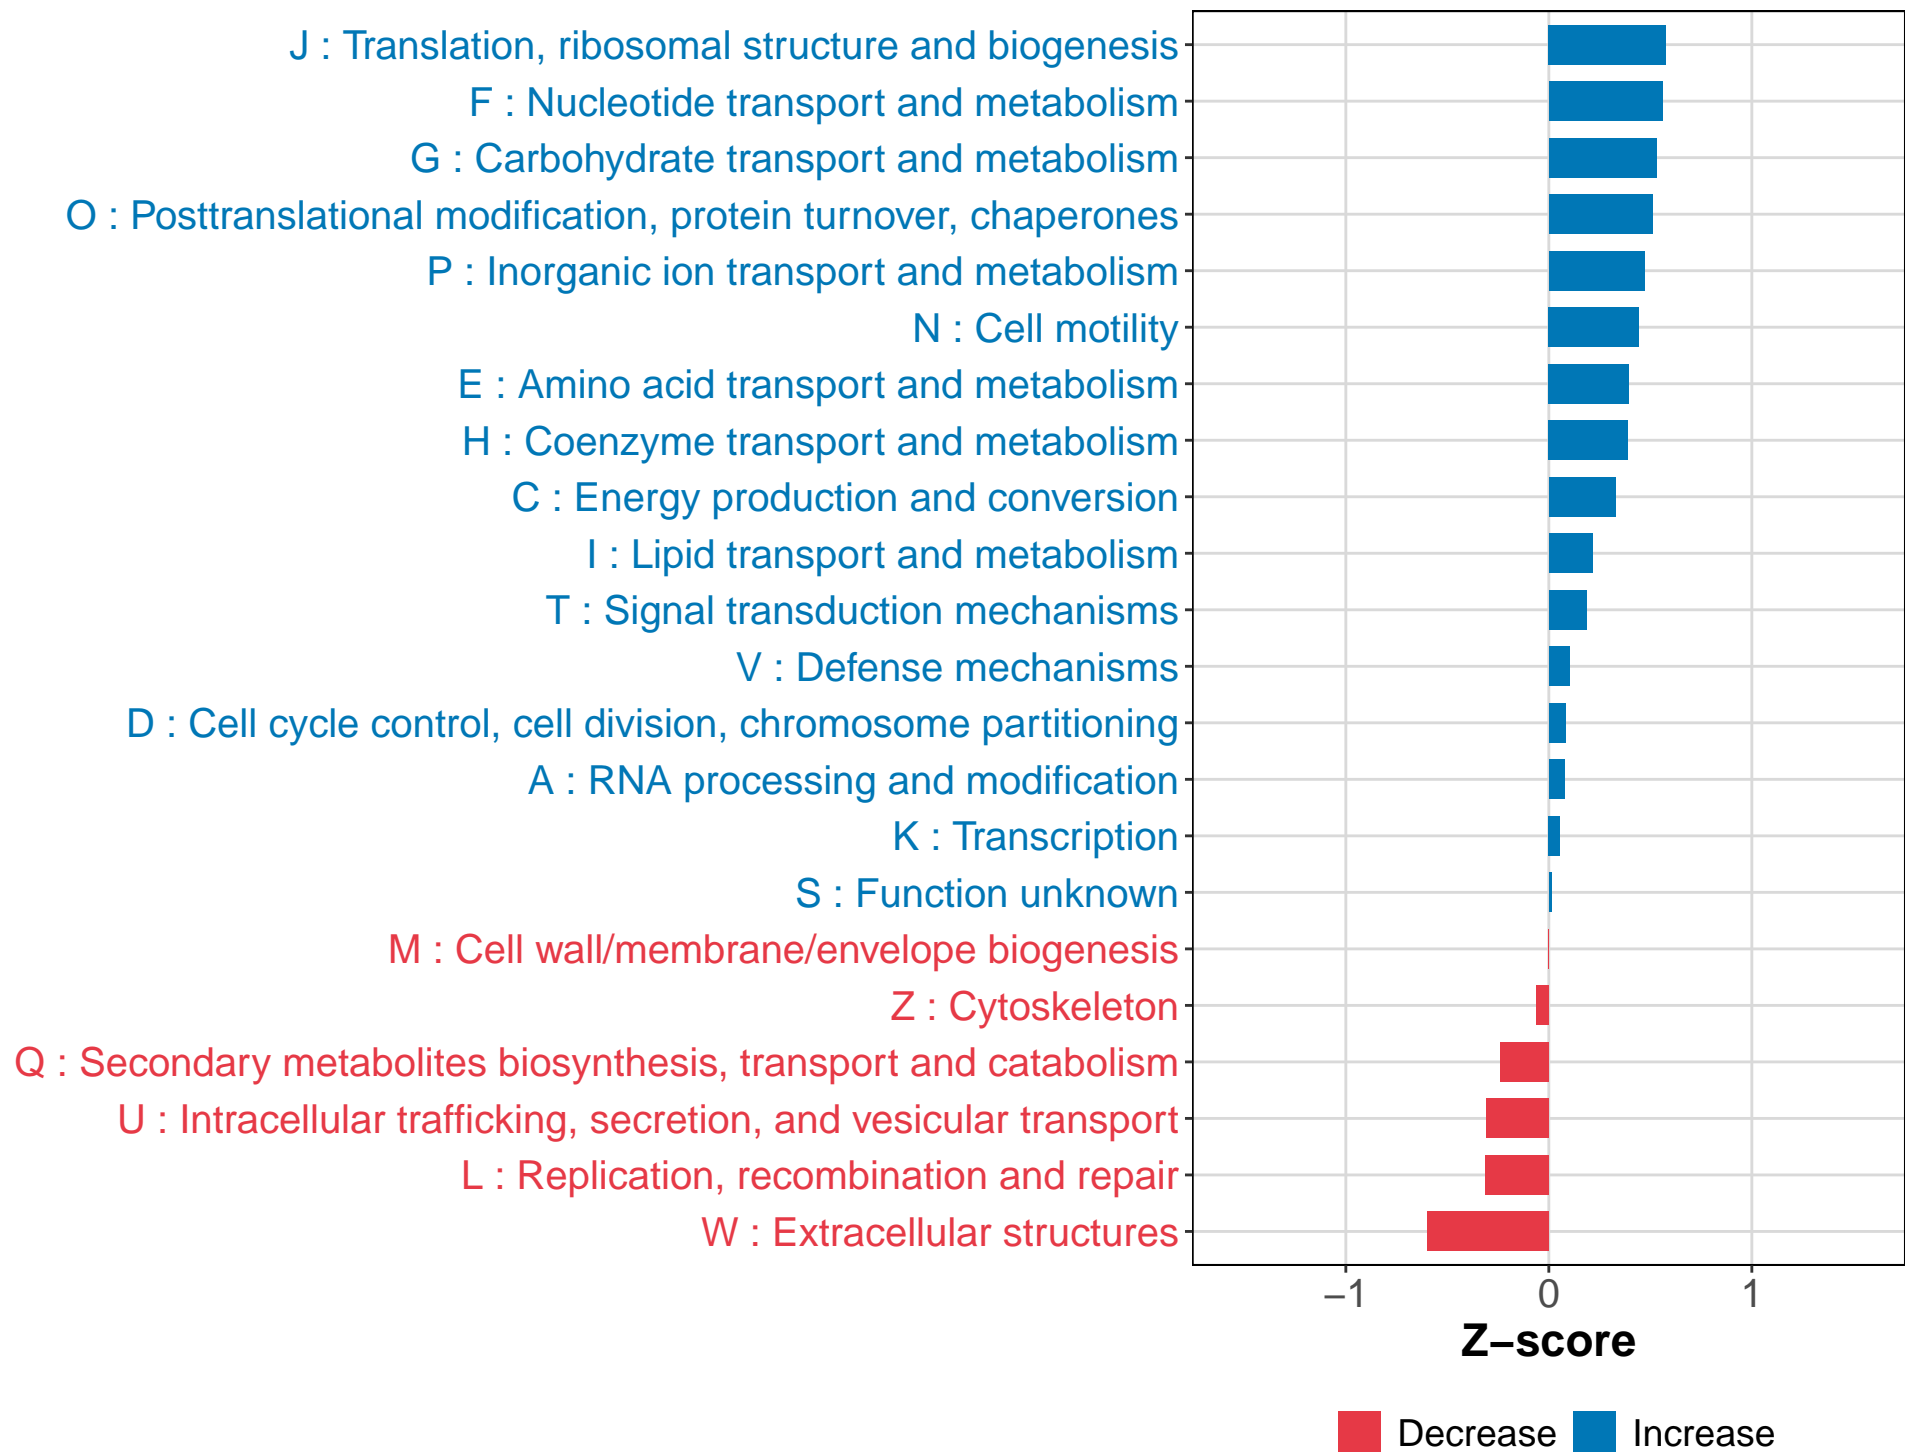 J : Translation, ribosomal structure and biogenesis
F : Nucleotide transport and metabolism
G : Carbohydrate transport and metabolism
O : Posttranslational modification, protein turnover, chaperones
P : Inorganic ion transport and metabolism
N : Cell motility
E : Amino acid transport and metabolism
H : Coenzyme transport and metabolism
C : Energy production and conversion
I : Lipid transport and metabolism
T : Signal transduction mechanisms
V : Defense mechanisms
D : Cell cycle control, cell division, chromosome partitioning
A : RNA processing and modification
K : Transcription
S : Function unknown
M : Cell wall/membrane/envelope biogenesis
Z : Cytoskeleton
Q : Secondary metabolites biosynthesis, transport and catabolism
U : Intracellular trafficking, secretion, and vesicular transport
L : Replication, recombination and repair
W : Extracellular structures
−1 0 1
Z−score
Decrease Increase